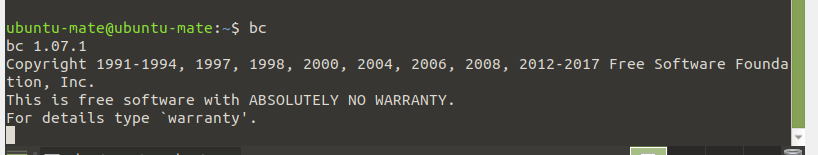 ubuntu-mate@ubuntu-mate:~$ bc
bc 1.07.1
Copyright 1991-1994, 1997, 1998, 2000, 2004, 2006, 2008, 2012-2017 Free Software Founda
tion, Inc.
This is free software with ABSOLUTELY NO WARRANTY.
For details type `warranty'.